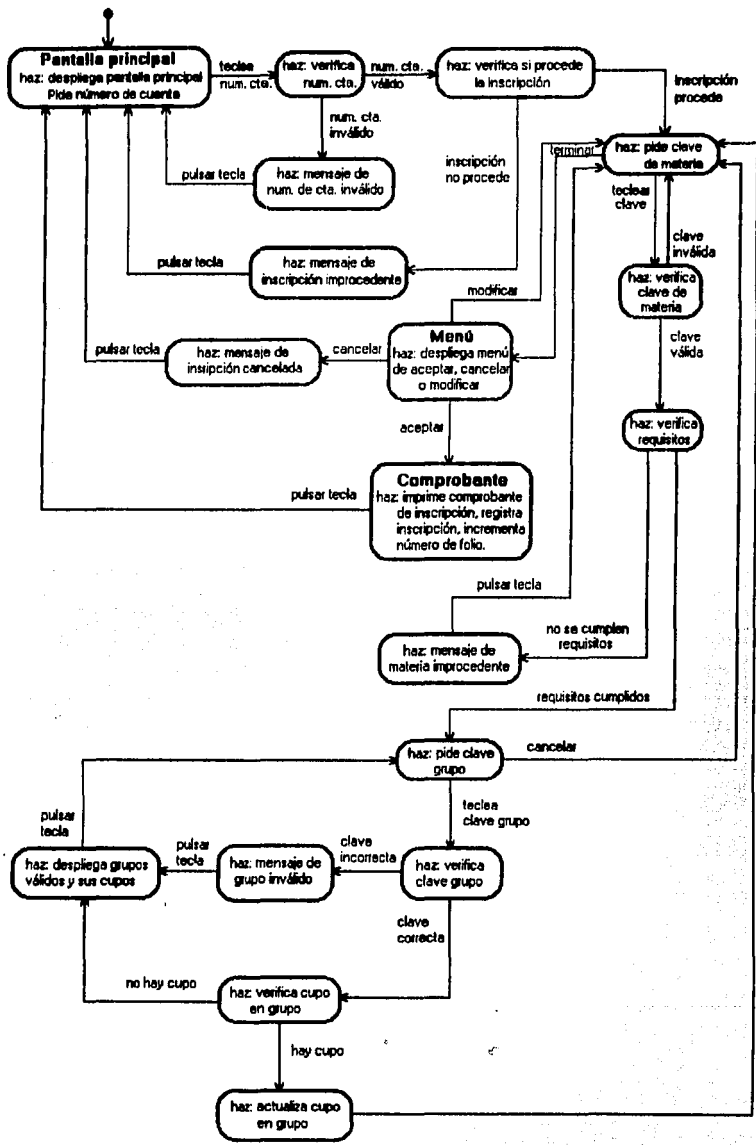 Pantalla principal
haz: despliega pantalla principal
Pide número de cuenta
teclea
num. cta.
haz: verifica
num. cta.
num. cta.
válido
haz: verifica si procede
la inscripción
inscripción
procede
num. cta.
inválido
pulsar tecla
haz: mensaje de
num. de cta. inválido
inscripción
no procede
terminar
haz: pide clave
de materia
teclear
clave
clave
inválida
pulsar tecla
haz: mensaje de
inscripción improcedente
haz: verifica
clave de
materia
modificar
pulsar tecla
haz: mensaje de
insripción cancelada
cancelar
Menú
haz: despliega menú
de aceptar, cancelar
o modificar
clave
válida
aceptar
haz: verifica
requisitos
pulsar tecla
Comprobante
haz: imprime comprobante
de inscripción, registra
inscripción, incrementa
número de folio.
pulsar tecla
haz: mensaje de
materia improcedente
no se cumplen
requisitos
requisitos cumplidos
haz: pide clave
grupo
cancelar
pulsar
tecla
teclea
clave grupo
haz: despliega grupos
válidos y sus cupos
pulsar
tecla
haz: mensaje de
grupo inválido
clave
incorrecta
haz: verifica
clave grupo
clave
correcta
no hay cupo
haz: verifica cupo
en grupo
hay cupo
haz: actualiza cupo
en grupo